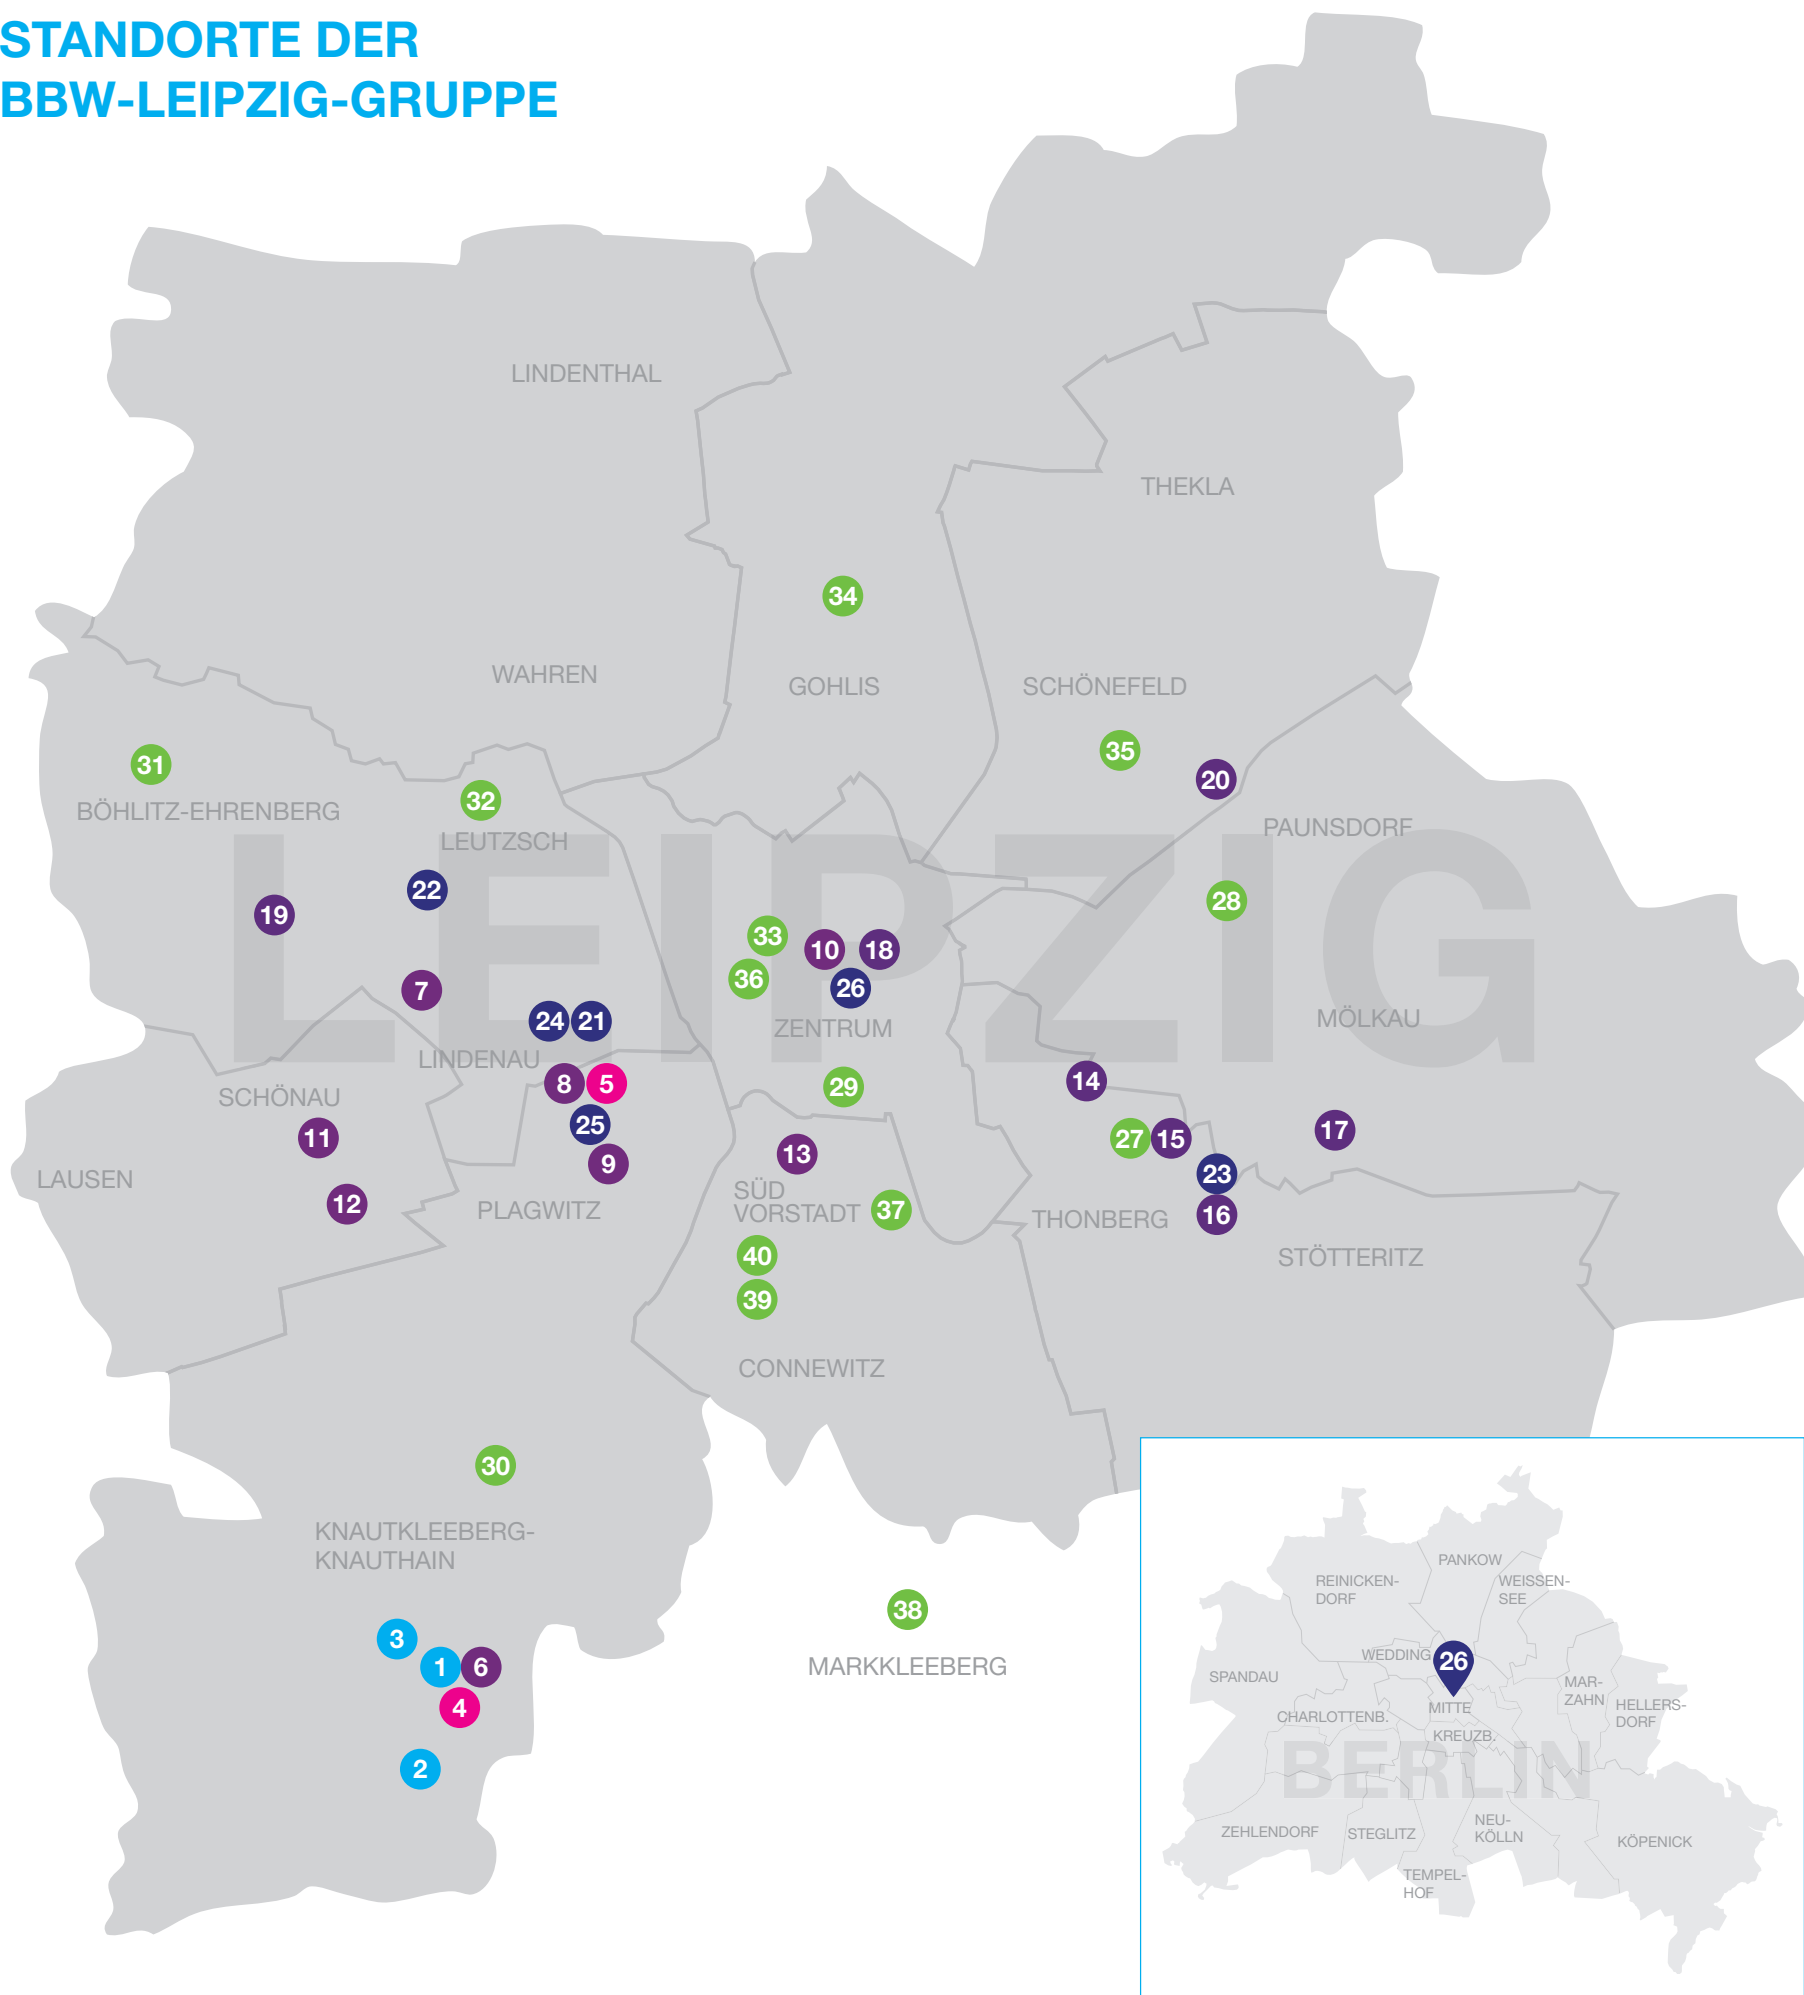 STANDORTE DER
BBW-LEIPZIG-GRUPPE
LINDENTHAL
THEKLA
34
WAHREN
GOHLIS
SCHÖNEFELD
35
31
20
32
BÖHLITZ-EHRENBERG
PAUNSDORF
LEUTZSCH
22
28
19
LEIPZIG
33
10
18
36
26
7
24
21
ZENTRUM
MÖLKAU
LINDENAU
8
5
29
14
SCHÖNAU
25
11
27
15
17
13
9
LAUSEN
23
12
SÜD
VORSTADT
37
PLAGWITZ
THONBERG
16
40
STÖTTERITZ
39
CONNEWITZ
30
KNAUTKLEEBERG-
KNAUTHAIN
38
3
1
6
MARKKLEEBERG
4
2
PANKOW
REINICKEN-
DORF
WEISSEN-
SEE
WEDDING
26
SPANDAU
MAR-
ZAHN
HELLERS-
DORF
MITTE
CHARLOTTENB.
KREUZB.
BERLIN
ZEHLENDORF
STEGLITZ
NEU-
KÖLLN
KÖPENICK
TEMPEL-
HOF